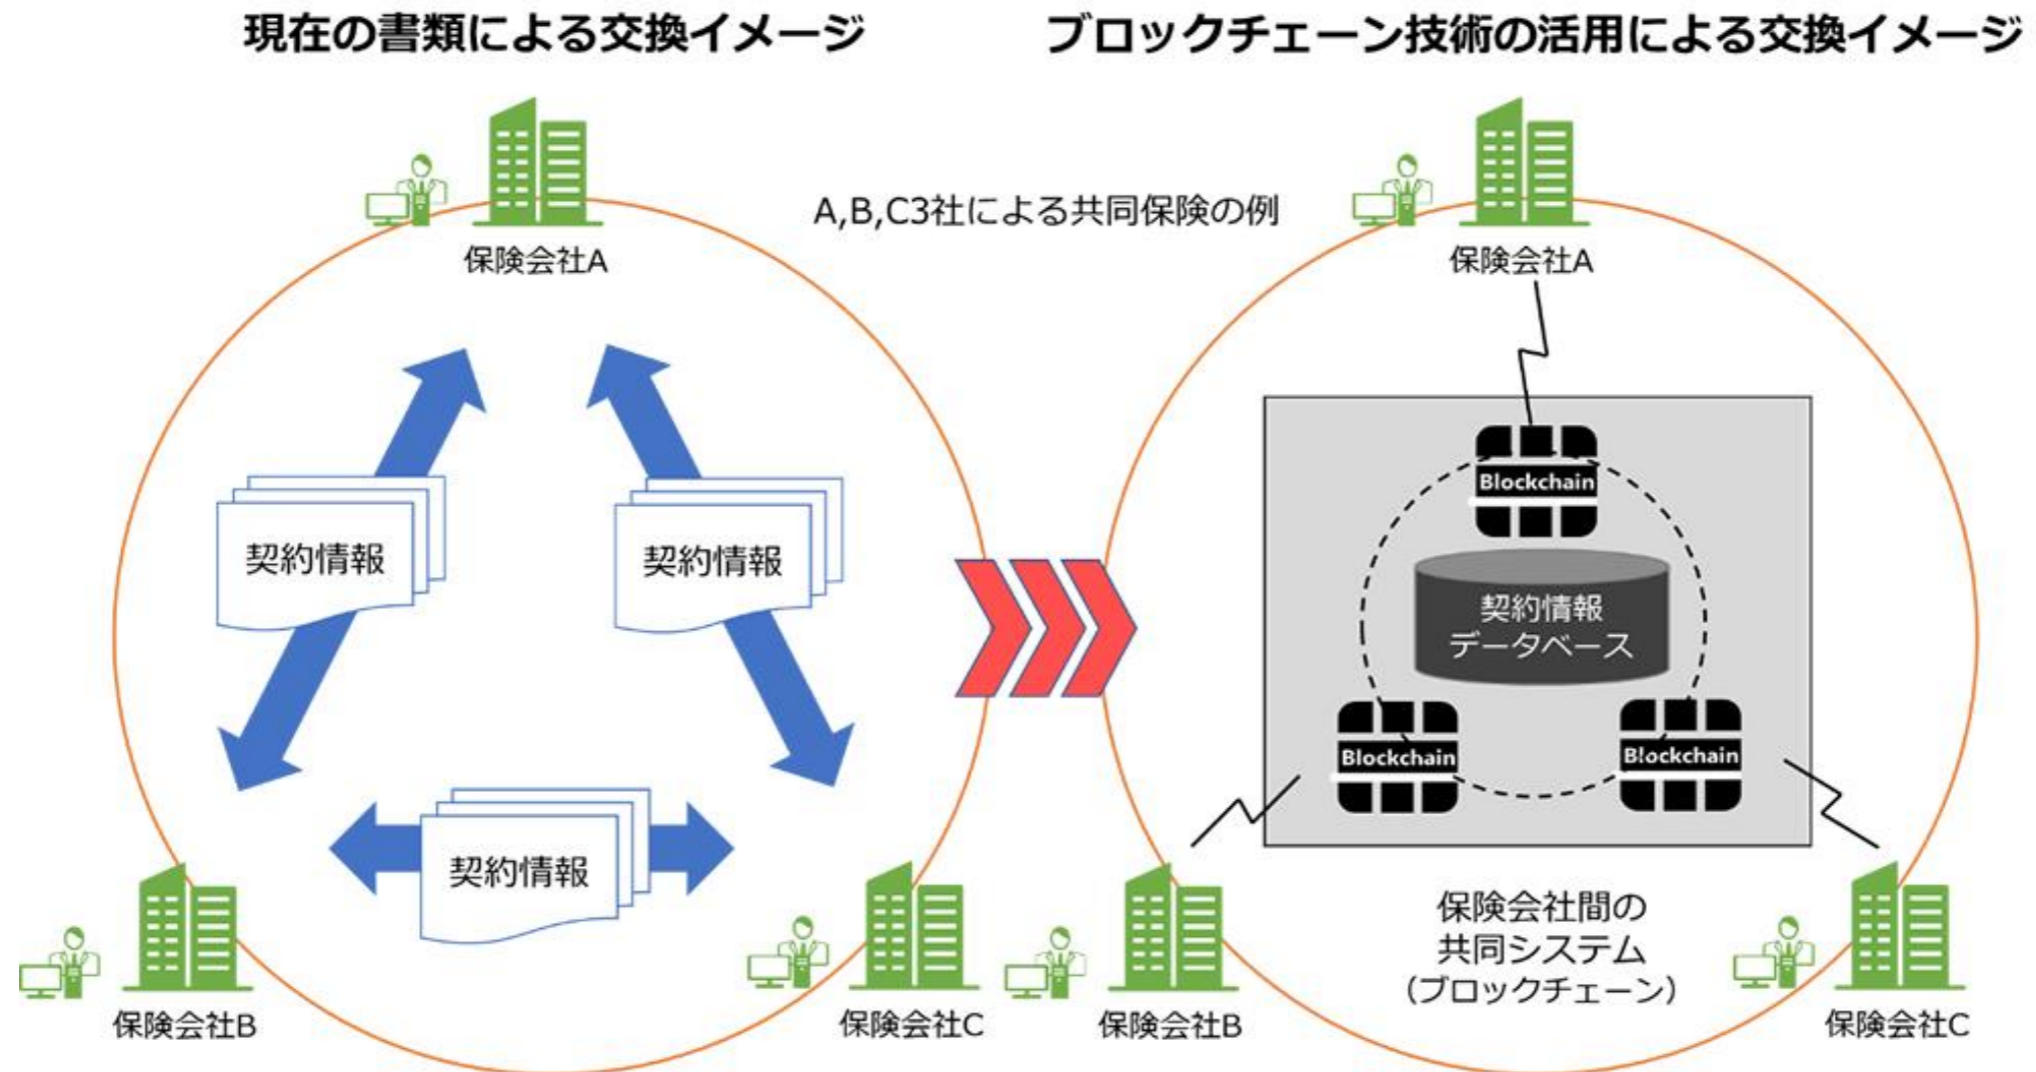 現在の書類による交換イメージ
ブロックチェーン技術の活用による交換イメージ
A,B,C3社による共同保険の例
保険会社A
契約情報
契約情報
契約情報
保険会社B
保険会社C
保険会社A
Blockchain
契約情報
データベース
Blockchain
Blockchain
保険会社間の
共同システム
（ブロックチェーン）
保険会社B
保険会社C